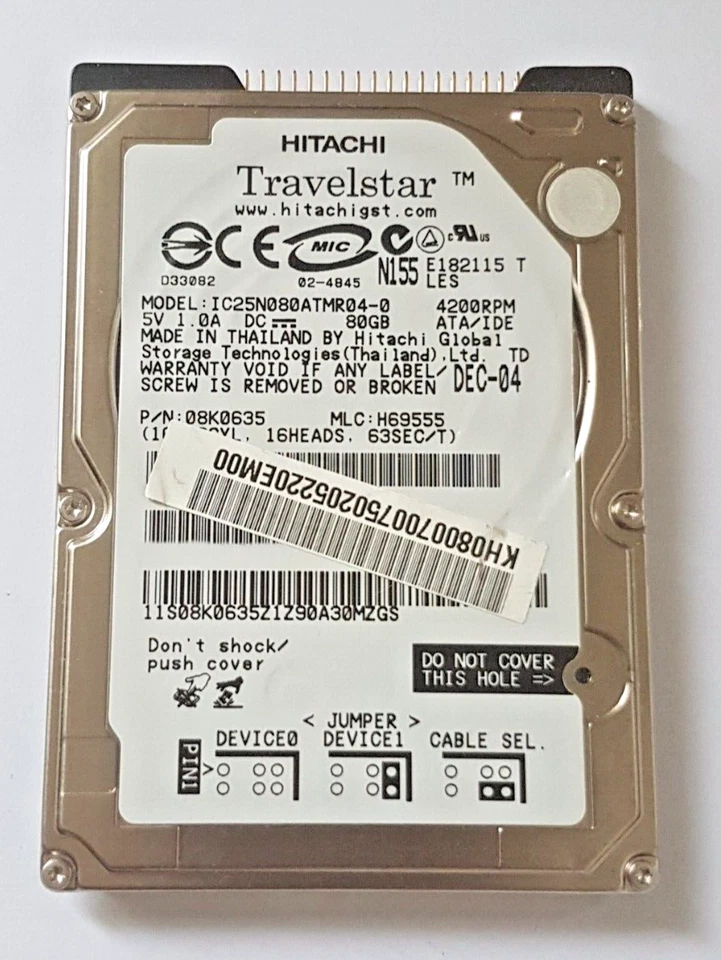 HITACHI
Travelstar ™
www.hitachigst.com
CE MIC c UL us
N155 E182115 T
D33082 02-4845 LES
MODEL: IC25N080ATMR04-0 4200RPM
5V 1.0A DC 80GB ATA/IDE
MADE IN THAILAND BY Hitachi Global
Storage Technologies(Thailand),Ltd. TD
WARRANTY VOID IF ANY LABEL/ DEC-04
SCREW IS REMOVED OR BROKEN
P/N:08K0635 MLC:H69555
16HEADS, 63SEC/T)
KH0800700750205220EM00
11S08K0635Z1Z90A30MZGS
Don't shock/
push cover
DO NOT COVER
THIS HOLE =>
< JUMPER >
DEVICE0 DEVICE1 CABLE SEL.
PIN1